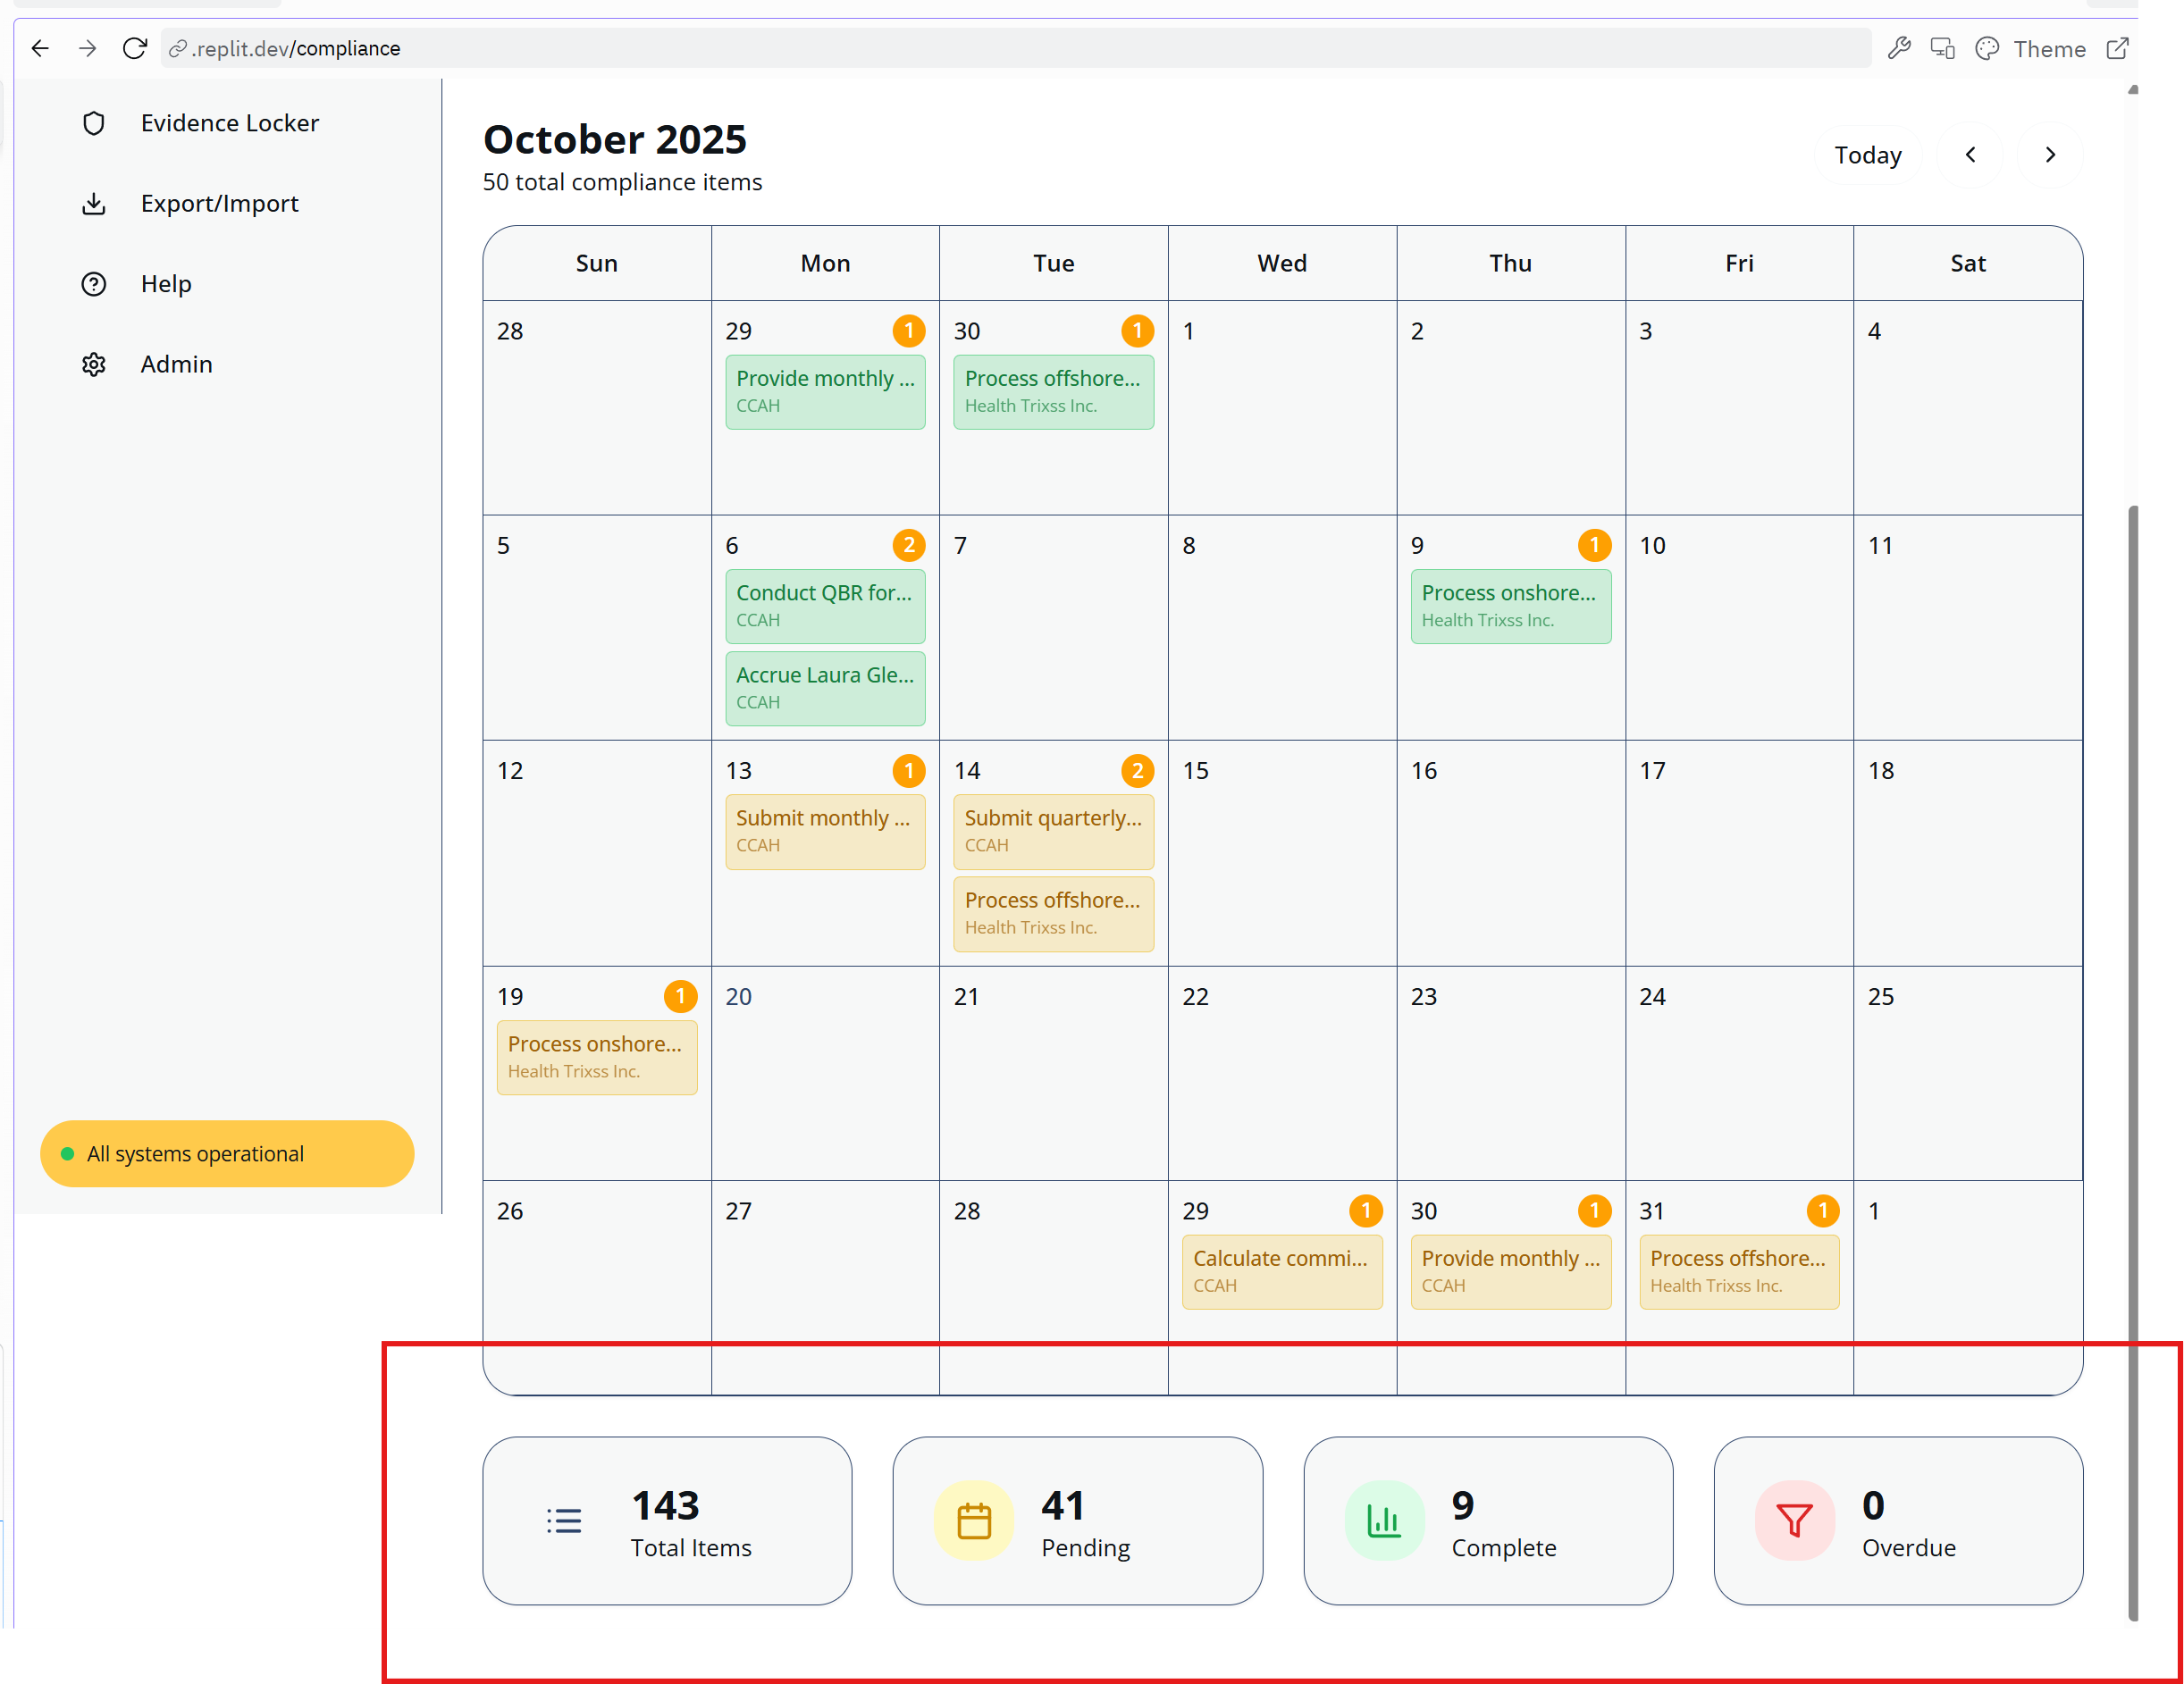 .replit.dev/compliance
Theme
Evidence Locker
Export/Import
Help
Admin
All systems operational
October 2025
50 total compliance items
Today
Sun Mon Tue Wed Thu Fri Sat
28 29 1 30 1 1 2 3 4
Provide monthly ... Process offshore...
CCAH Health Trixss Inc.
5 6 2 7 8 9 1 10 11
Conduct QBR for... Process onshore...
CCAH Health Trixss Inc.
Accrue Laura Gle...
CCAH
12 13 1 14 2 15 16 17 18
Submit monthly ... Submit quarterly...
CCAH CCAH
Process offshore...
Health Trixss Inc.
19 1 20 21 22 23 24 25
Process onshore...
Health Trixss Inc.
26 27 28 29 1 30 1 31 1 1
Calculate commi... Provide monthly ... Process offshore...
CCAH CCAH Health Trixss Inc.
143 41 9 0
Total Items Pending Complete Overdue